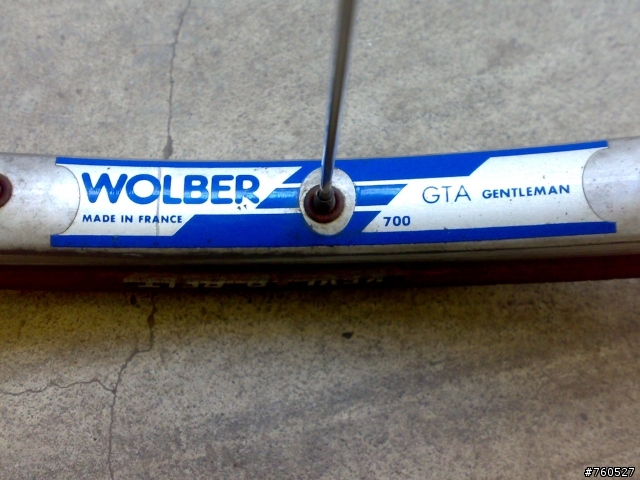 WOLBER
MADE IN FRANCE
700
GTA GENTLEMAN
#760527